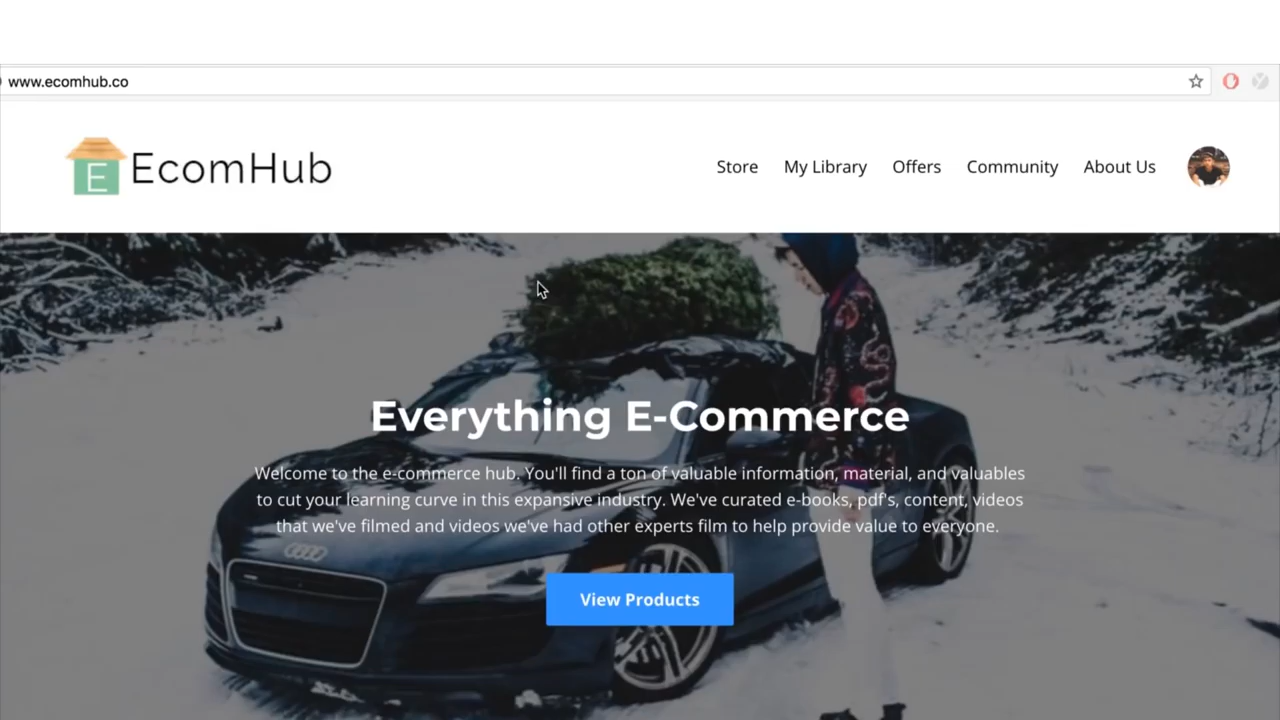 www.ecomhub.co
E EcomHub
Store My Library Offers Community About Us
Everything E-Commerce
Welcome to the e-commerce hub. You'll find a ton of valuable information, material, and valuables
to cut your learning curve in this expansive industry. We've curated e-books, pdf's, content, videos
that we've filmed and videos we've had other experts film to help provide value to everyone.
View Products